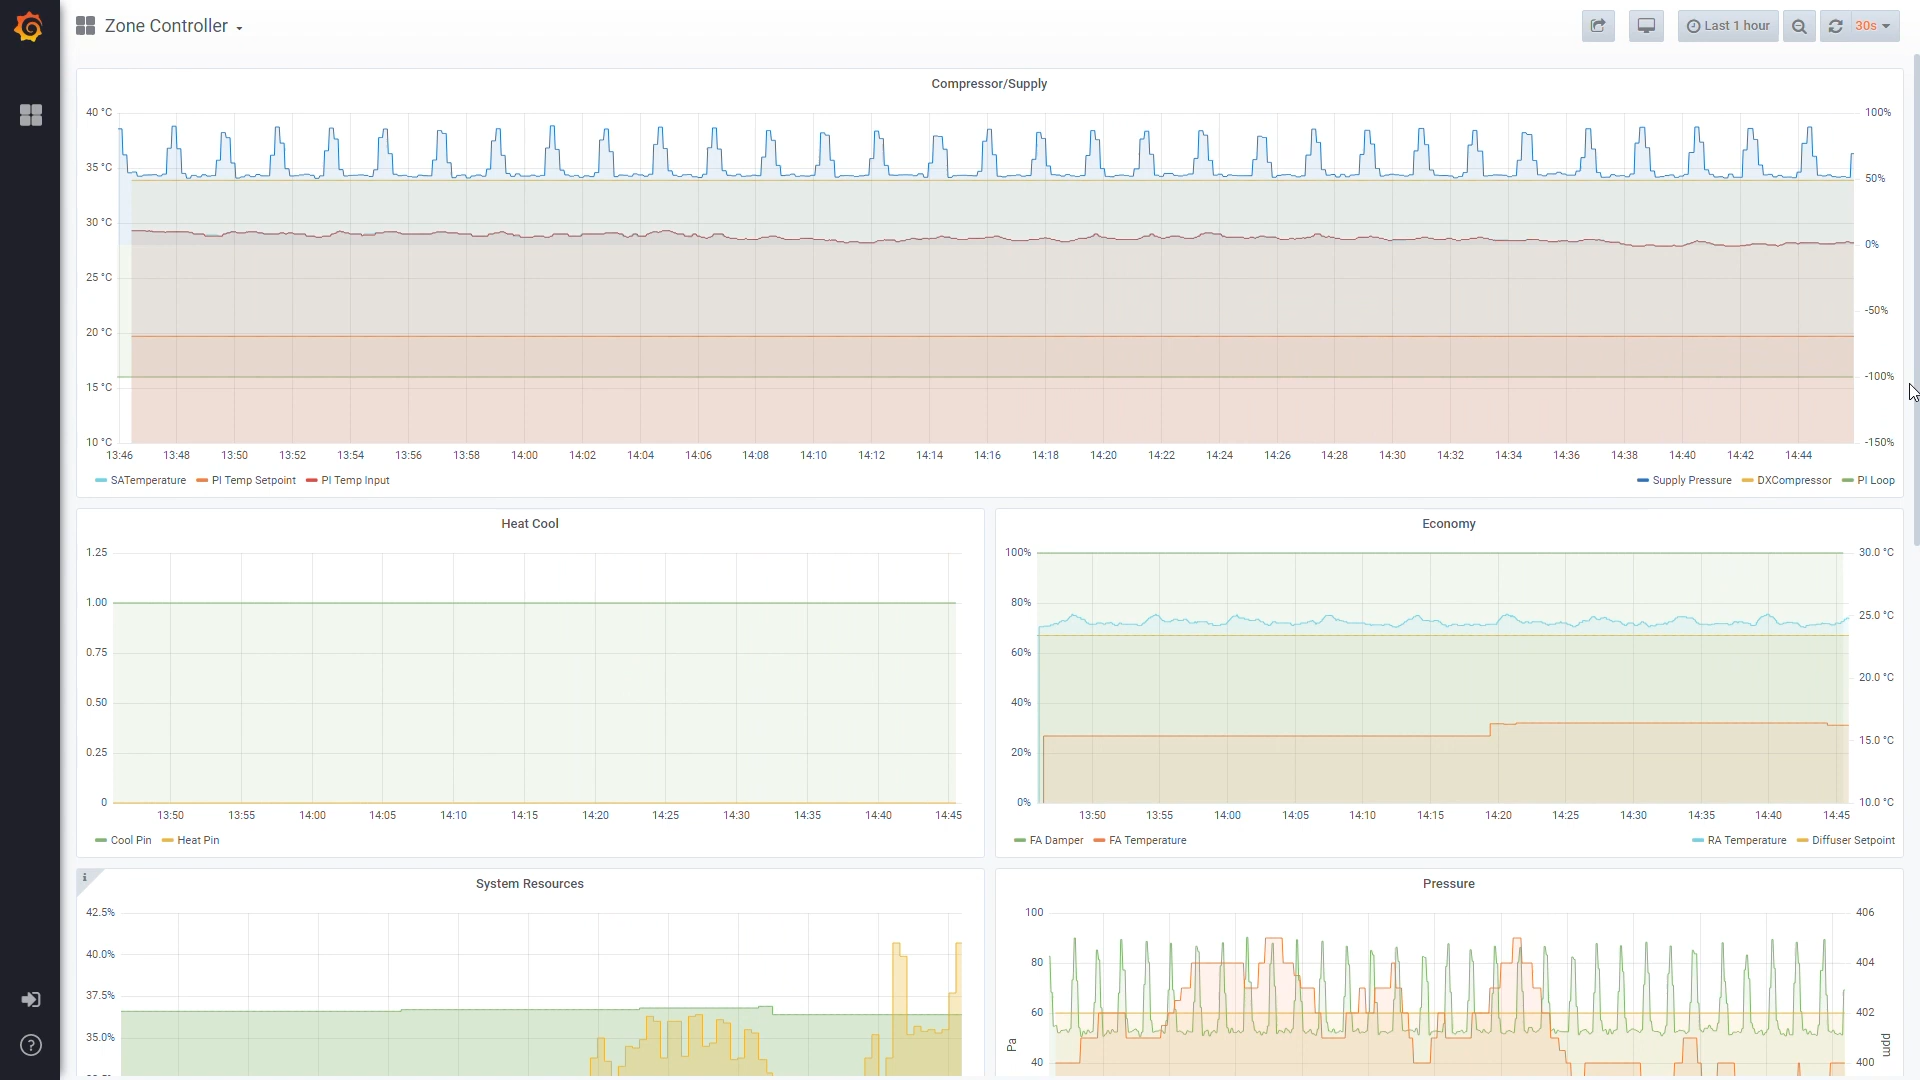 Zone Controller
Last 1 hour
30s
Compressor/Supply
40 °C
35 °C
30 °C
25 °C
20 °C
15 °C
10 °C
100%
50%
0%
-50%
-100%
-150%
13:46 13:48 13:50 13:52 13:54 13:56 13:58 14:00 14:02 14:04 14:06 14:08 14:10 14:12 14:14 14:16 14:18 14:20 14:22 14:24 14:26 14:28 14:30 14:32 14:34 14:36 14:38 14:40 14:42 14:44
SATemperature PI Temp Setpoint PI Temp Input
Supply Pressure DXCompressor PI Loop
Heat Cool
1.25
1.00
0.75
0.50
0.25
0
13:50 13:55 14:00 14:05 14:10 14:15 14:20 14:25 14:30 14:35 14:40 14:45
Cool Pin Heat Pin
Economy
100%
80%
60%
40%
20%
0%
30.0 °C
25.0 °C
20.0 °C
15.0 °C
10.0 °C
13:50 13:55 14:00 14:05 14:10 14:15 14:20 14:25 14:30 14:35 14:40 14:45
FA Damper FA Temperature
RA Temperature Diffuser Setpoint
i
System Resources
42.5%
40.0%
37.5%
35.0%
Pressure
100
80
60
40
Pa
406
404
402
400
ppm